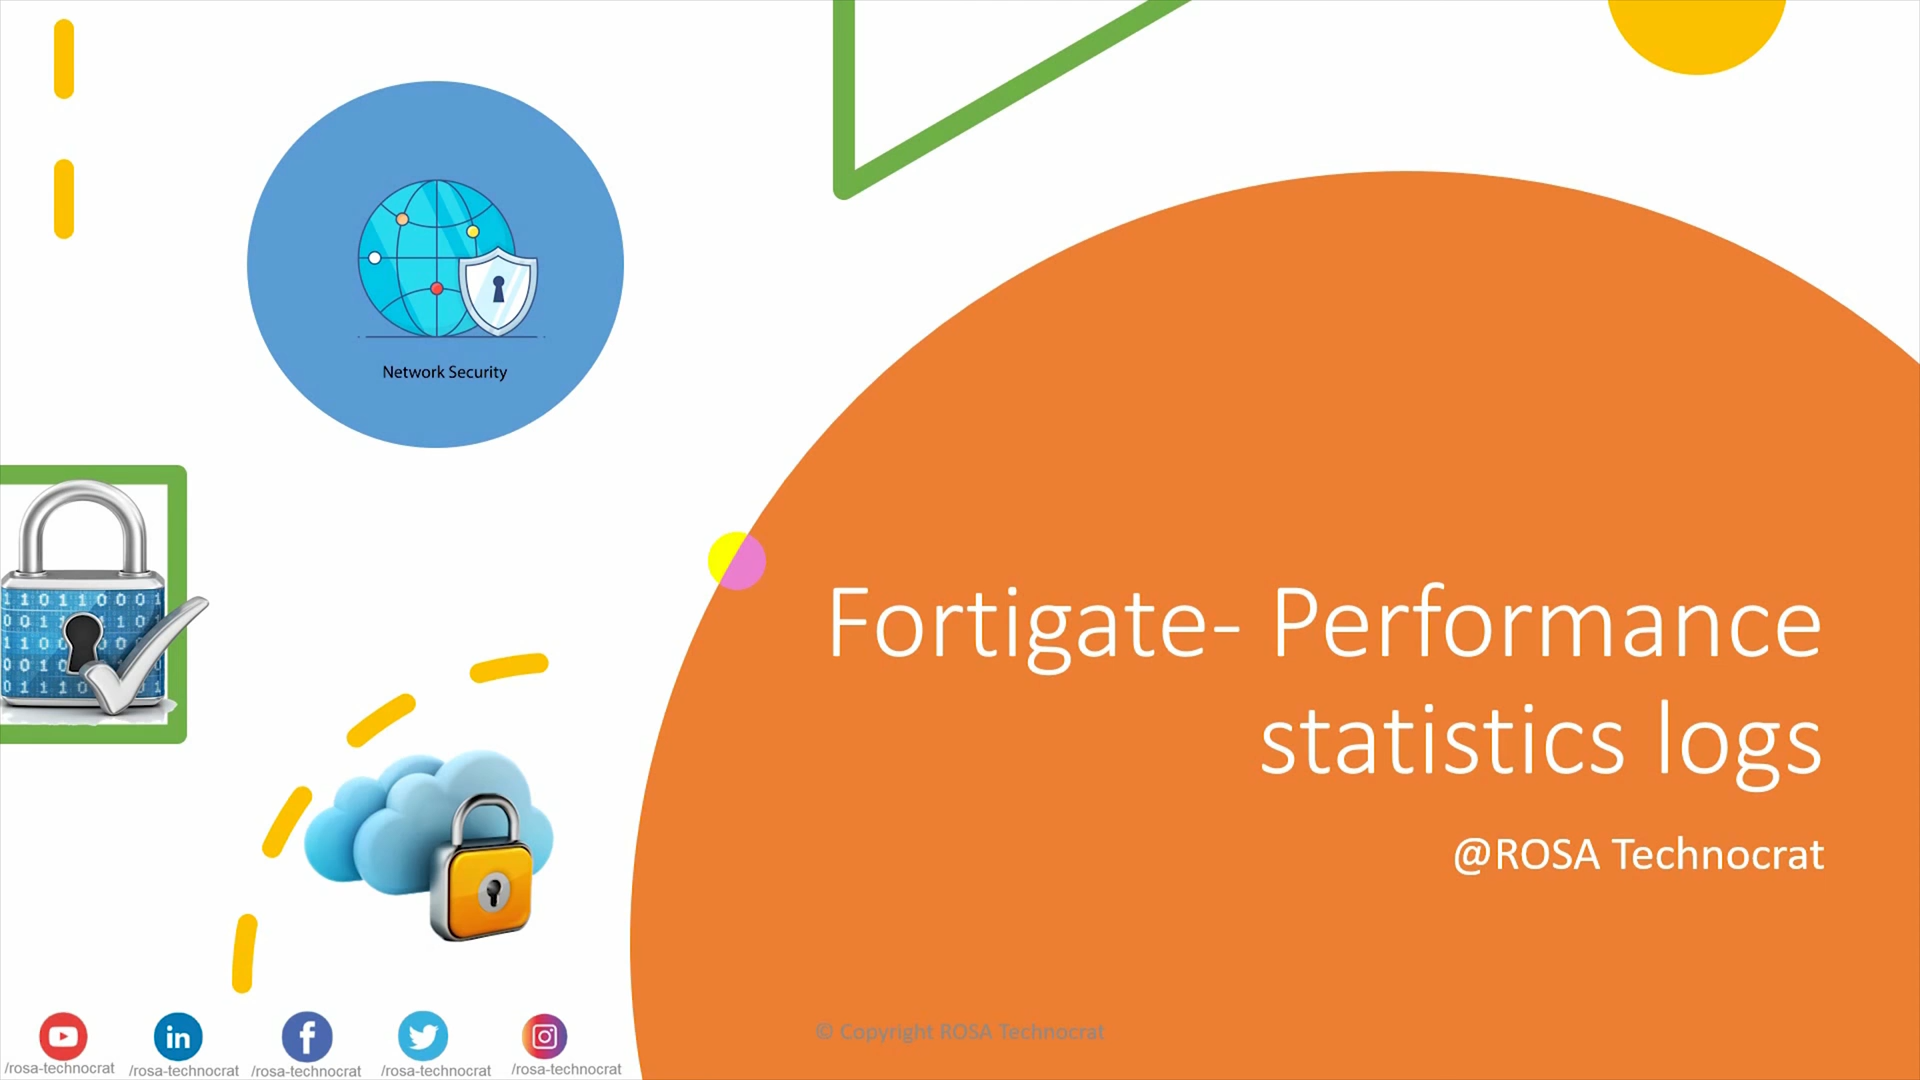 Network Security
Fortigate- Performance
statistics logs
@ROSA Technocrat
© Copyright ROSA Technocrat
/rosa-technocrat
/rosa-technocrat
/rosa-technocrat
/rosa-technocrat
/rosa-technocrat